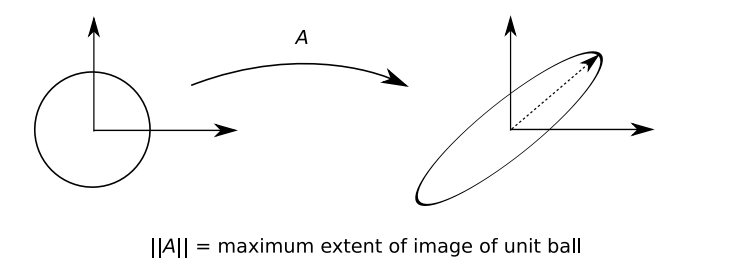 A
||A|| = maximum extent of image of unit ball